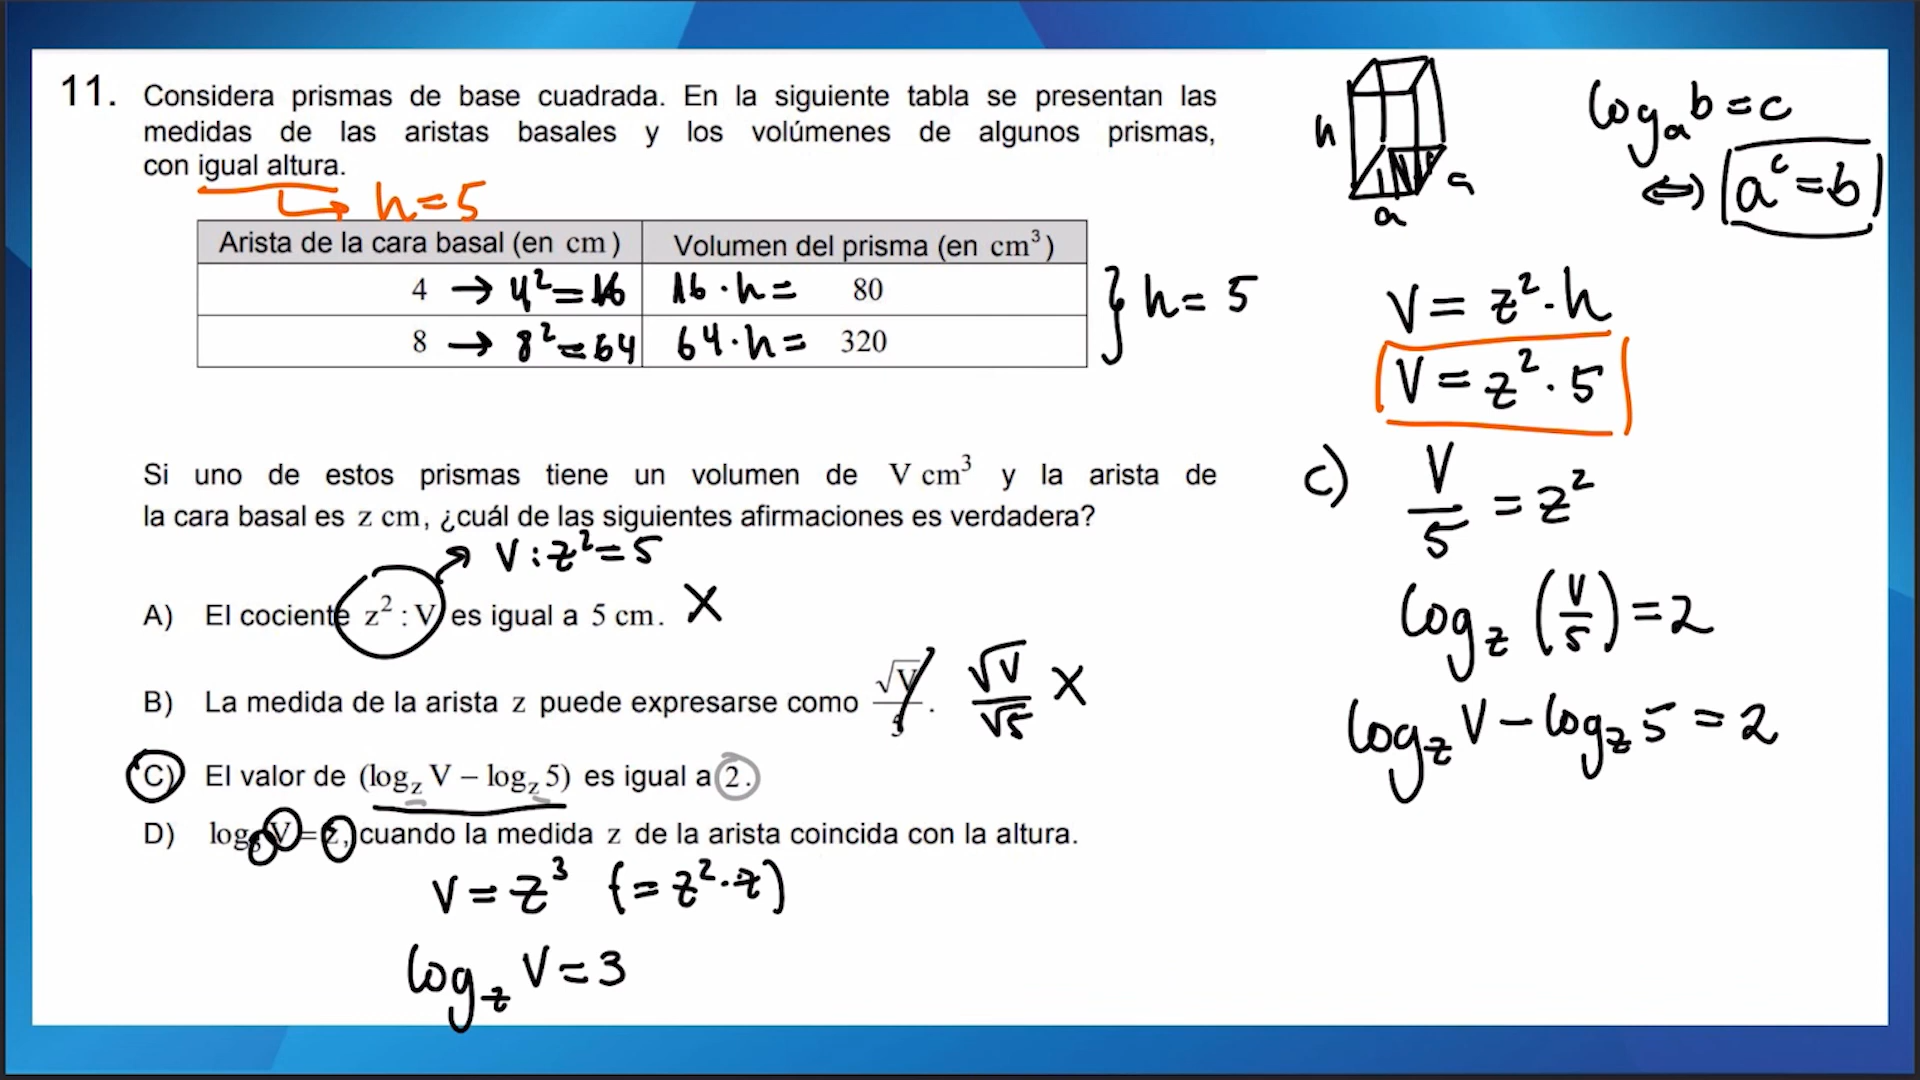 11. Considera prismas de base cuadrada. En la siguiente tabla se presentan las
medidas de las aristas basales y los volúmenes de algunos prismas,
con igual altura.
h=5
Arista de la cara basal (en cm) Volumen del prisma (en cm³)
4 → 4²=16 16·h= 80
8 → 8²=64 64·h= 320
} h=5
Si uno de estos prismas tiene un volumen de V cm³ y la arista de
la cara basal es z cm, ¿cuál de las siguientes afirmaciones es verdadera?
V:z²=5
A) El cociente z² : V es igual a 5 cm. X
B) La medida de la arista z puede expresarse como √V/5. √V/√5 X
C) El valor de (log_z V – log_z 5) es igual a 2.
D) log V = z, cuando la medida z de la arista coincida con la altura.
V=z³ (=z²·z)
log_z V=3
h
a
a
log_a b=c
⇔ a^c=b
V=z²·h
V=z²·5
c) V/5 = z²
log_z (V/5)=2
log_z V-log_z 5=2